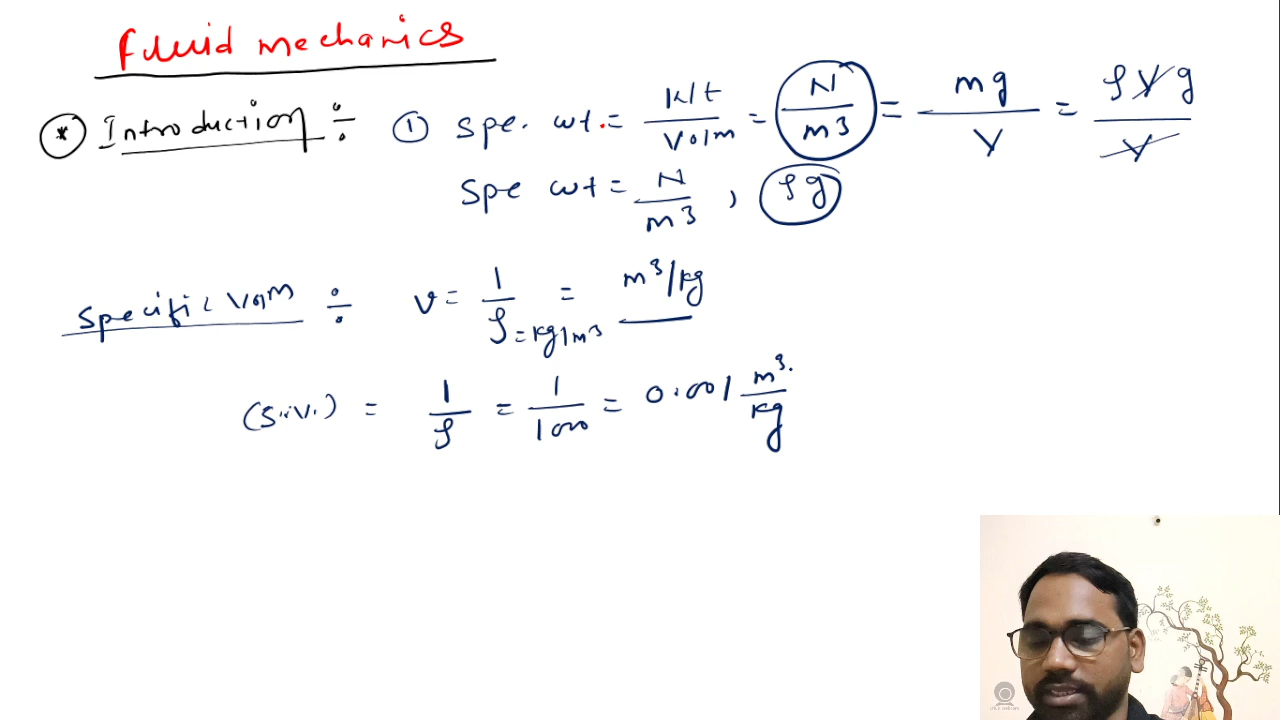 Fluid mechanics
* Introduction ÷ ① Spe. wt. = wt / Volm = N / m³ = mg / V = ρVg / V
Spe wt = N / m³ , ρg
Specific Volm ÷ v = 1 / ρ = kg/m³ = m³/kg
(S.V.) = 1 / ρ = 1 / 1000 = 0.001 m³ / kg